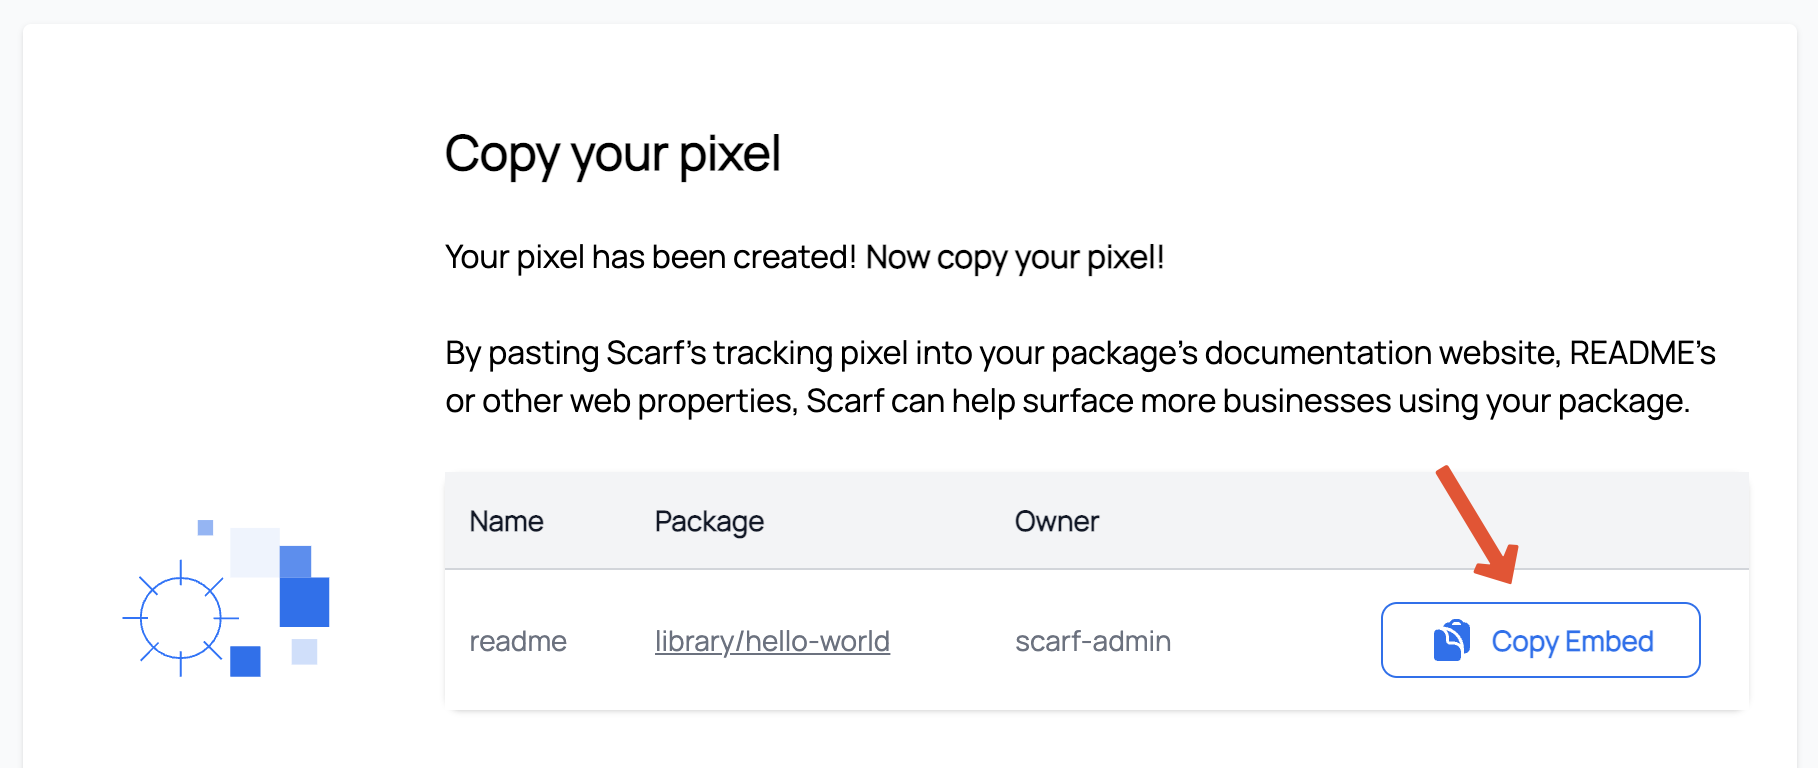 Copy your pixel
Your pixel has been created! Now copy your pixel!
By pasting Scarf’s tracking pixel into your package’s documentation website, README’s
or other web properties, Scarf can help surface more businesses using your package.
Name Package Owner
readme library/hello-world scarf-admin Copy Embed